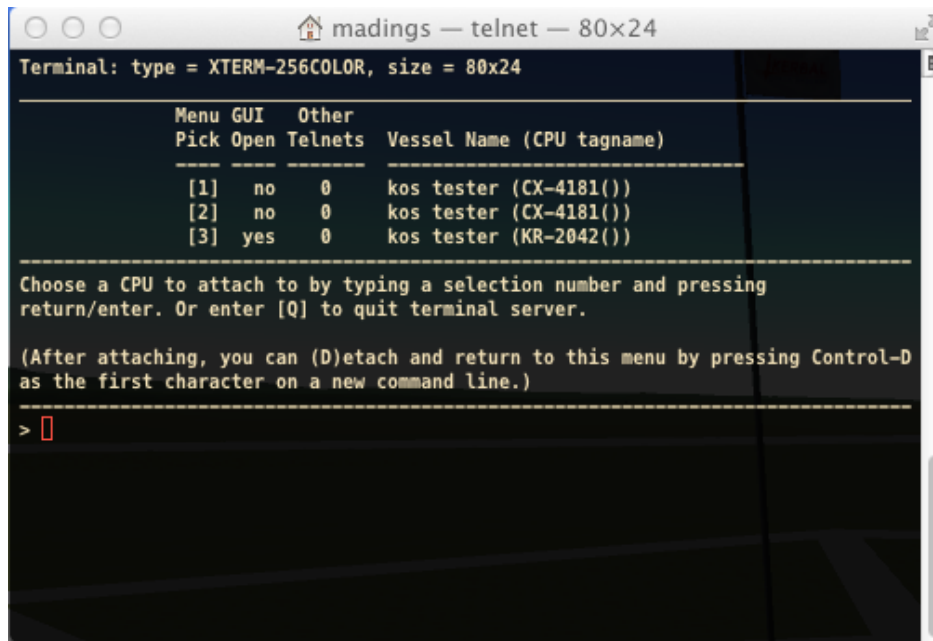 madings — telnet — 80×24
Terminal: type = XTERM-256COLOR, size = 80x24
Menu GUI Other
Pick Open Telnets Vessel Name (CPU tagname)
---- ---- ------- ----------------------------------
[1] no 0 kos tester (CX-4181())
[2] no 0 kos tester (CX-4181())
[3] yes 0 kos tester (KR-2042())
Choose a CPU to attach to by typing a selection number and pressing
return/enter. Or enter [Q] to quit terminal server.
(After attaching, you can (D)etach and return to this menu by pressing Control-D
as the first character on a new command line.)
>